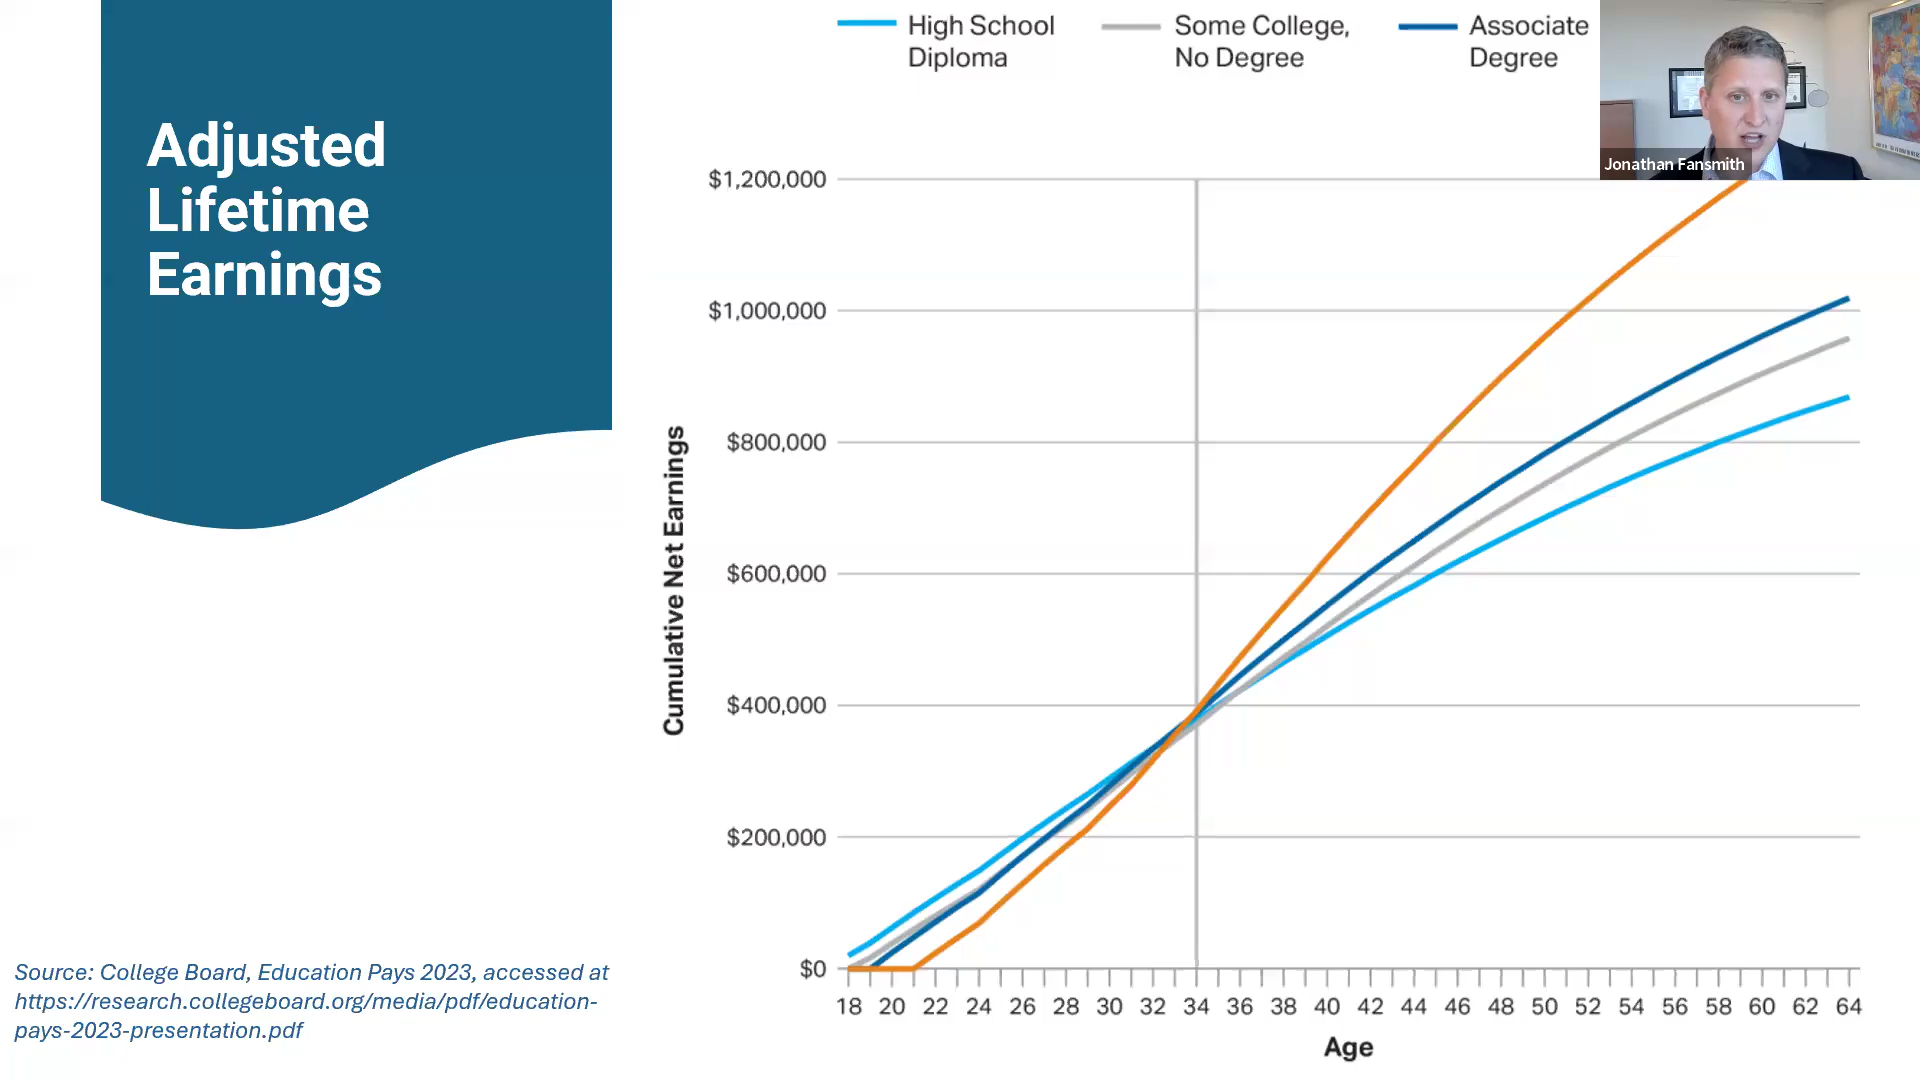 Adjusted
Lifetime
Earnings
High School
Diploma
Some College,
No Degree
Associate
Degree
Jonathan Fansmith
$1,200,000
$1,000,000
$800,000
$600,000
$400,000
$200,000
$0
Cumulative Net Earnings
18 20 22 24 26 28 30 32 34 36 38 40 42 44 46 48 50 52 54 56 58 60 62 64
Age
Source: College Board, Education Pays 2023, accessed at
https://research.collegeboard.org/media/pdf/education-
pays-2023-presentation.pdf